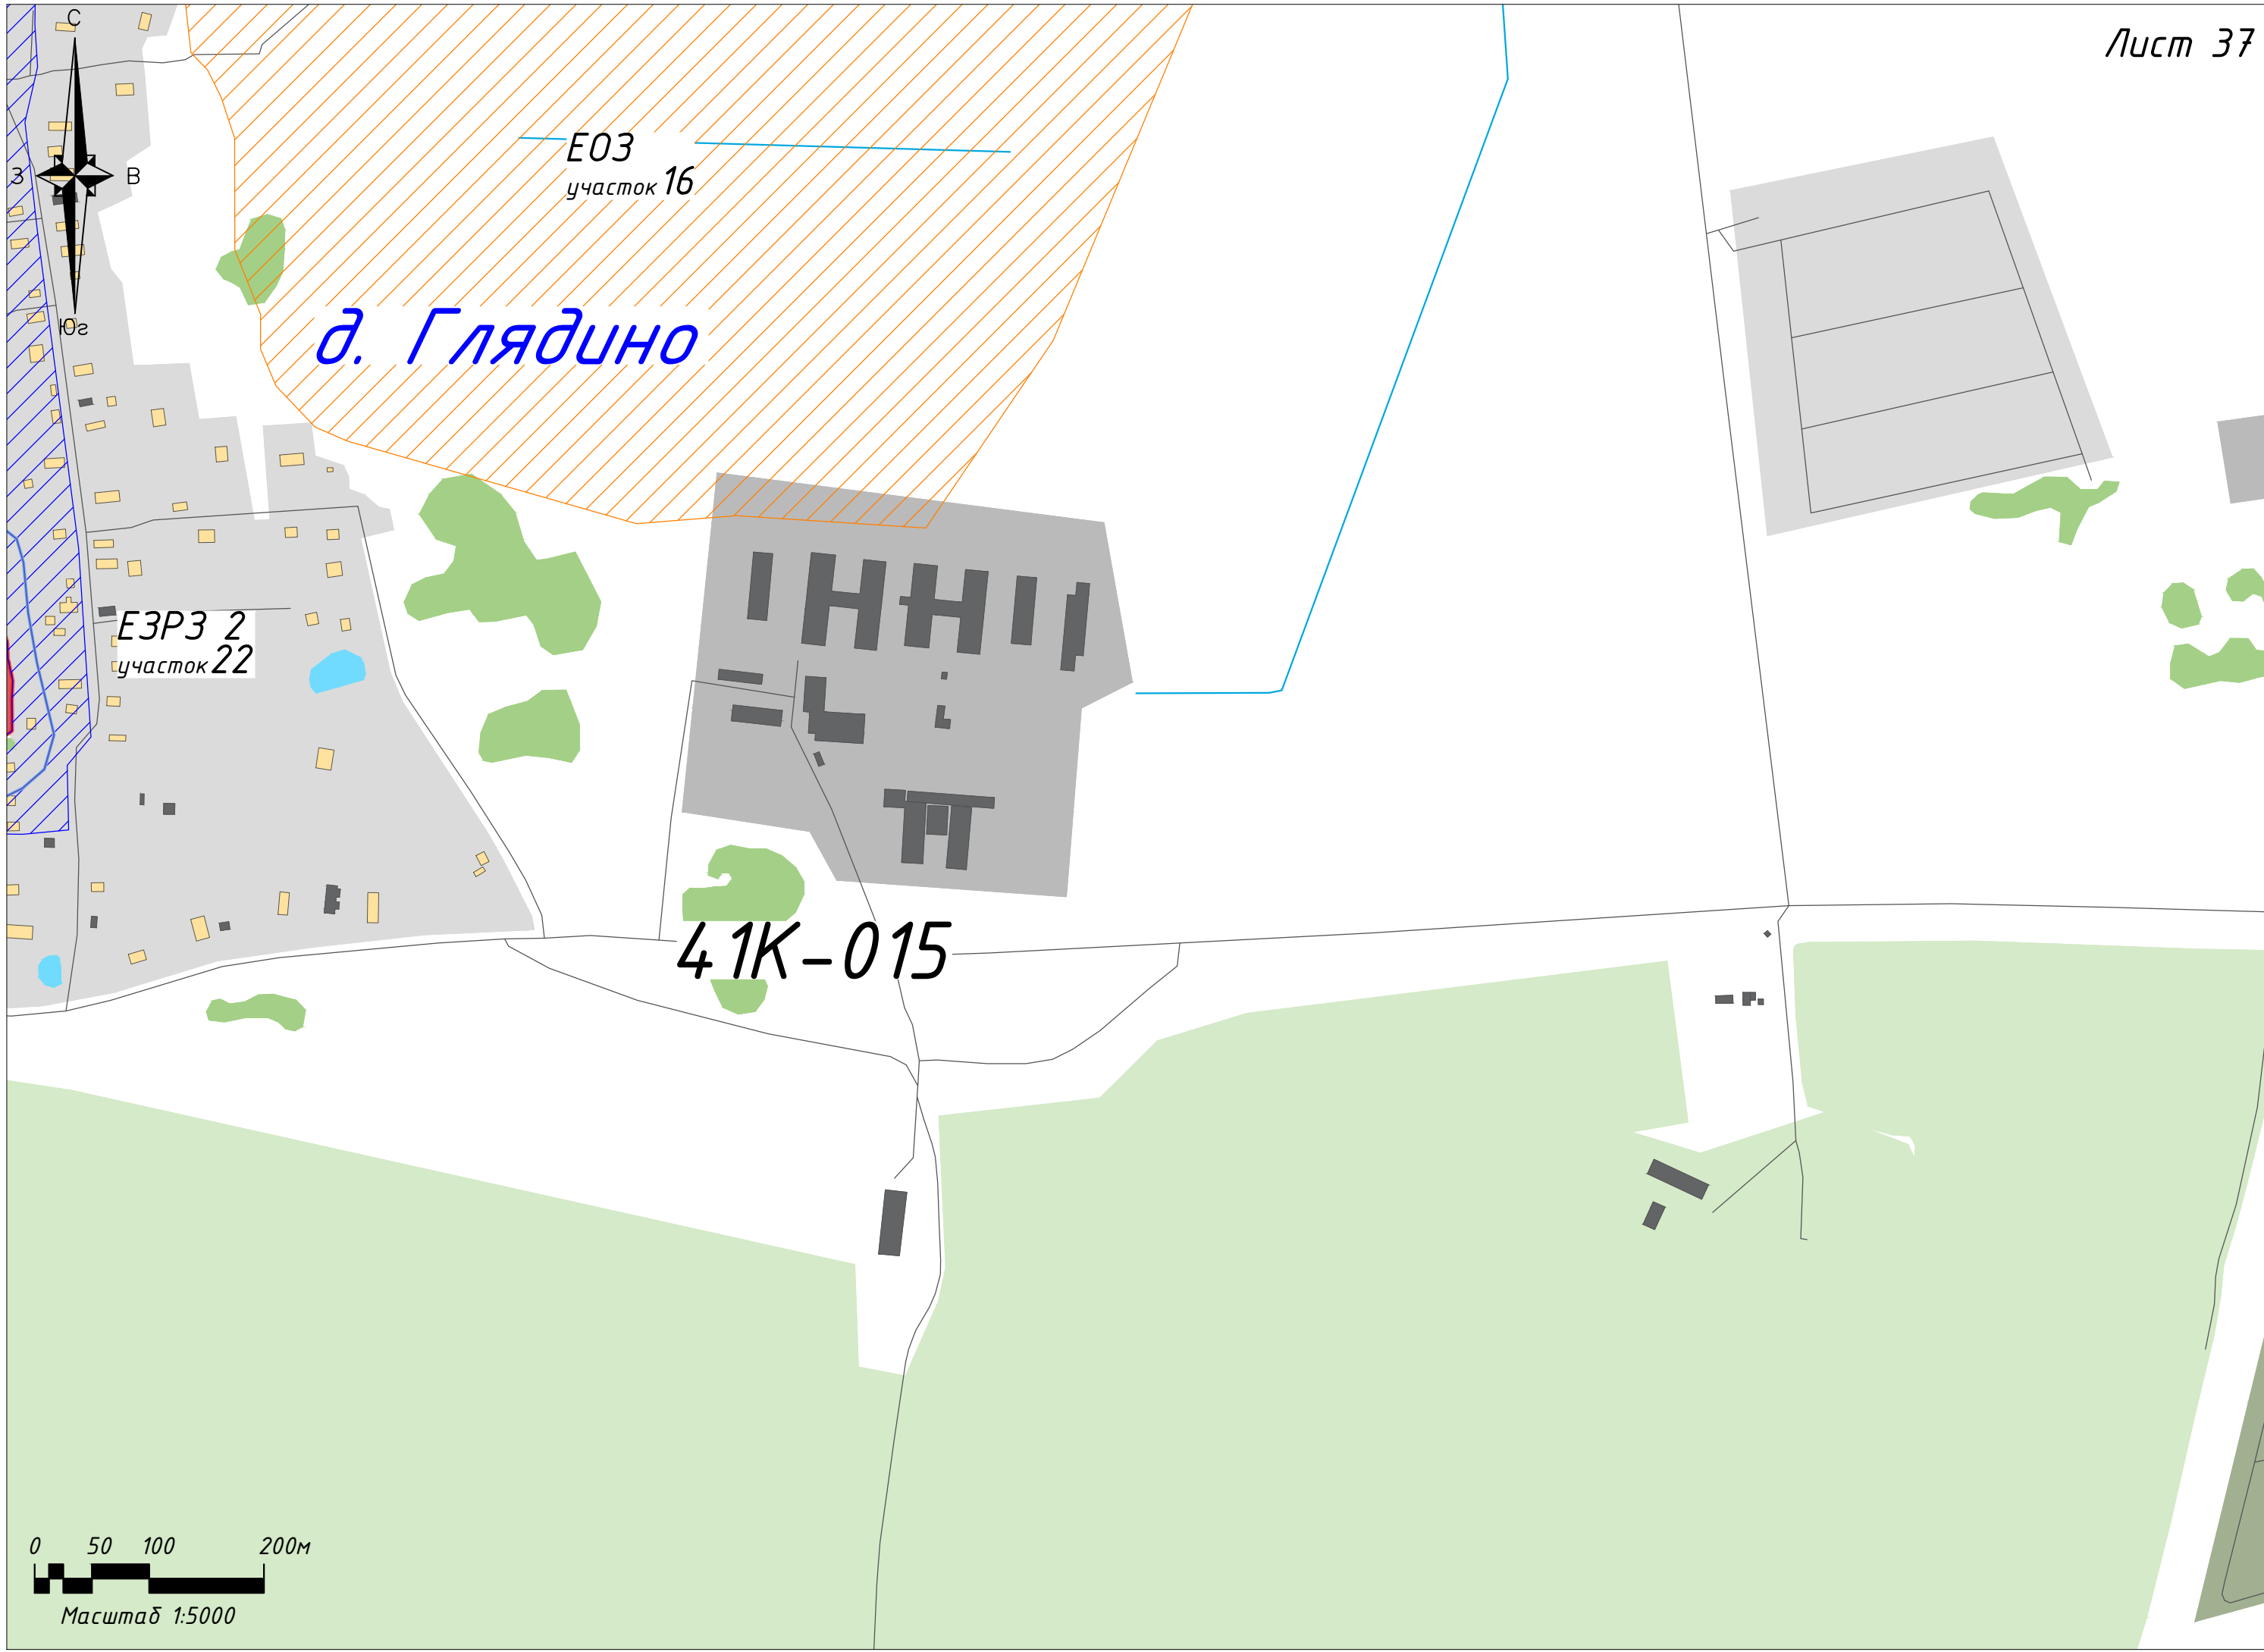 С
Лист 37
ЕОЗ
участок 16
З
В
Юг
д. Глядино
ЕЗРЗ 2
участок 22
41К-015
0 50 100 200м
Масштаб 1:5000